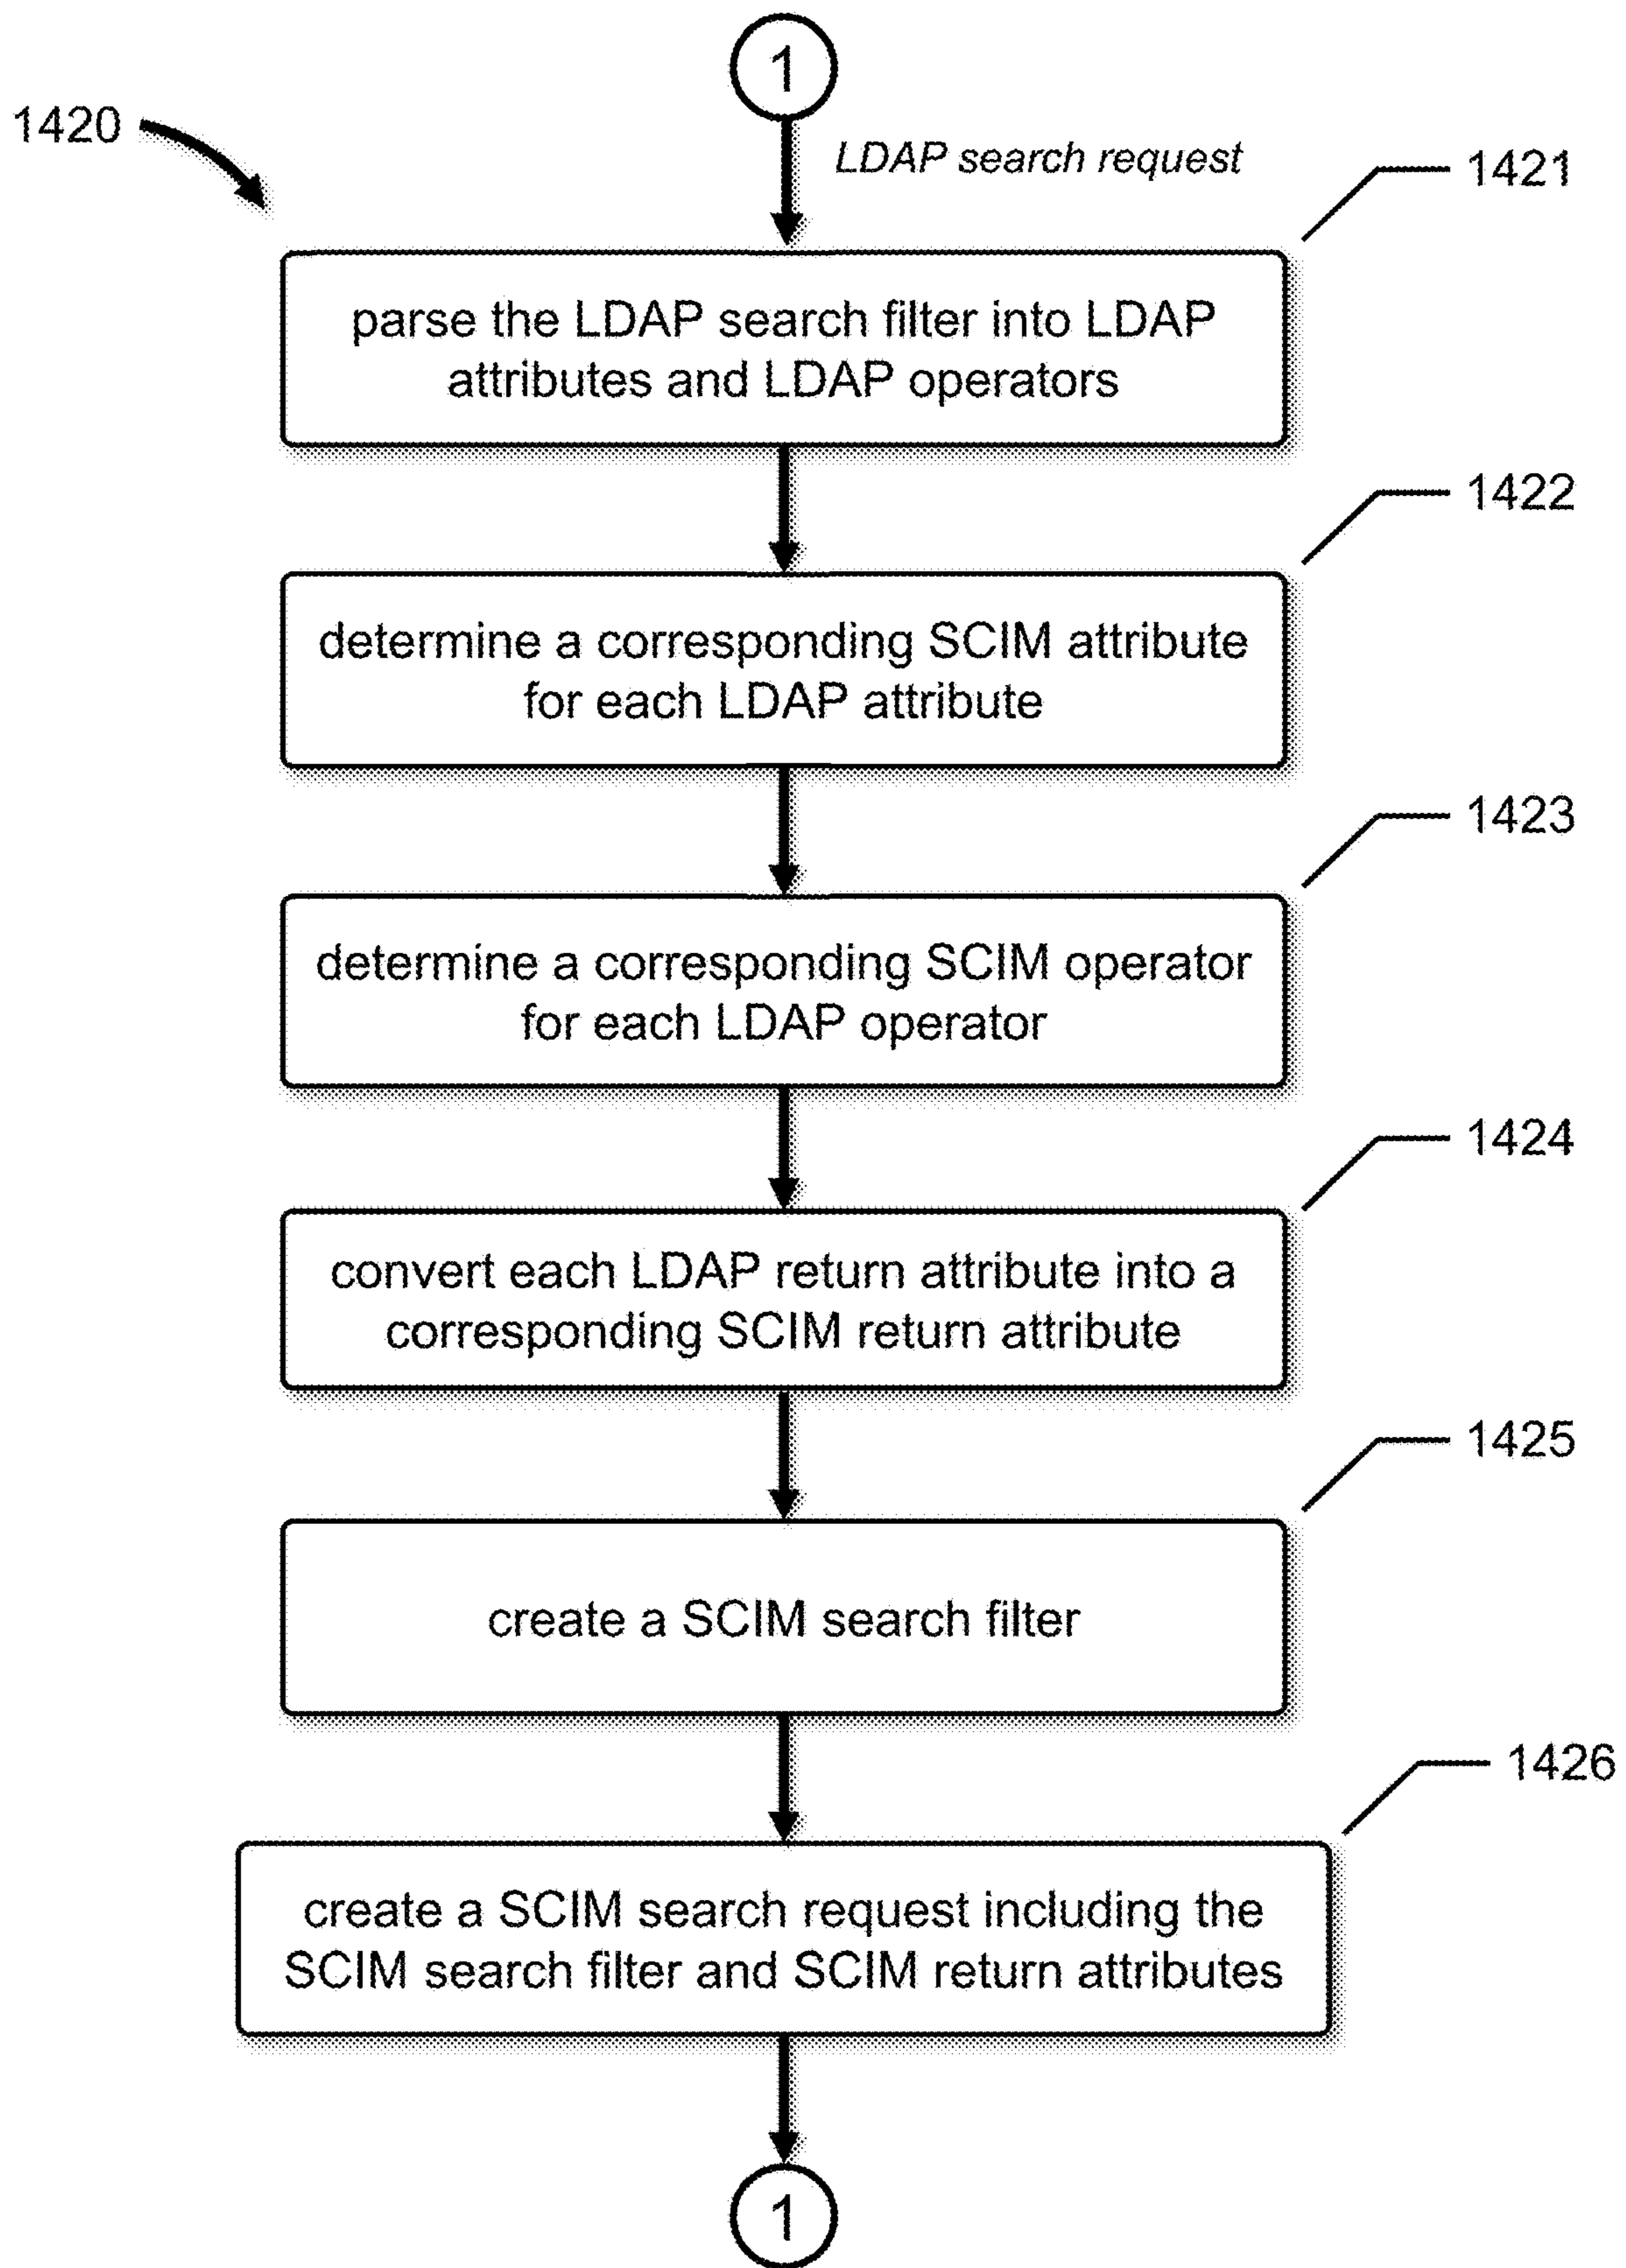 1
1420
LDAP search request
1421
parse the LDAP search filter into LDAP
attributes and LDAP operators
1422
determine a corresponding SCIM attribute
for each LDAP attribute
1423
determine a corresponding SCIM operator
for each LDAP operator
1424
convert each LDAP return attribute into a
corresponding SCIM return attribute
1425
create a SCIM search filter
1426
create a SCIM search request including the
SCIM search filter and SCIM return attributes
1